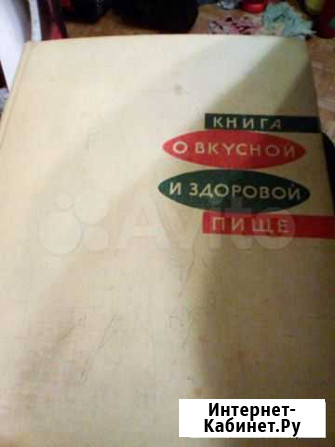 КНИГА
О ВКУСНОЙ
И ЗДОРОВОЙ
ПИЩЕ
Avito
Интернет-
Кабинет.Ру